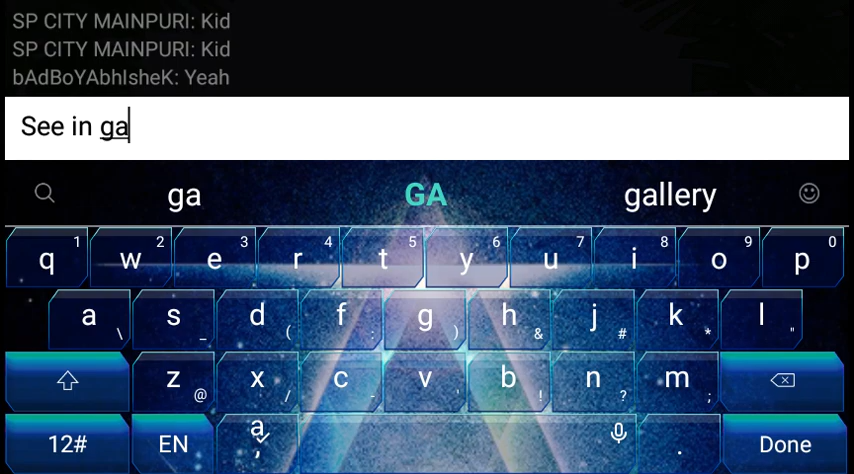 SP CITY MAINPURI: Kid
SP CITY MAINPURI: Kid
bAdBoYAbhIsheK: Yeah
See in ga
ga GA gallery
q 1 w 2 e 3 r 4 t 5 y 6 u 7 i 8 o 9 p 0
a \ s _ d ( f : g ) h & j # k * l "
z @ x / c - v ' b ! n ? m ;
12# EN a , . Done